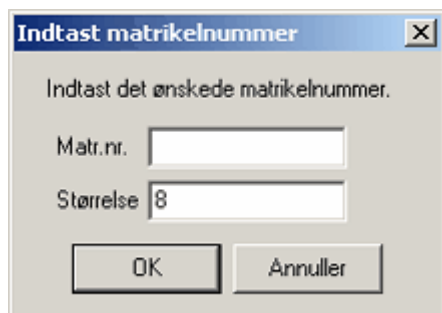 Indtast matrikelnummer
Indtast det ønskede matrikelnummer.
Matr.nr.
Størrelse 8
OK Annuller